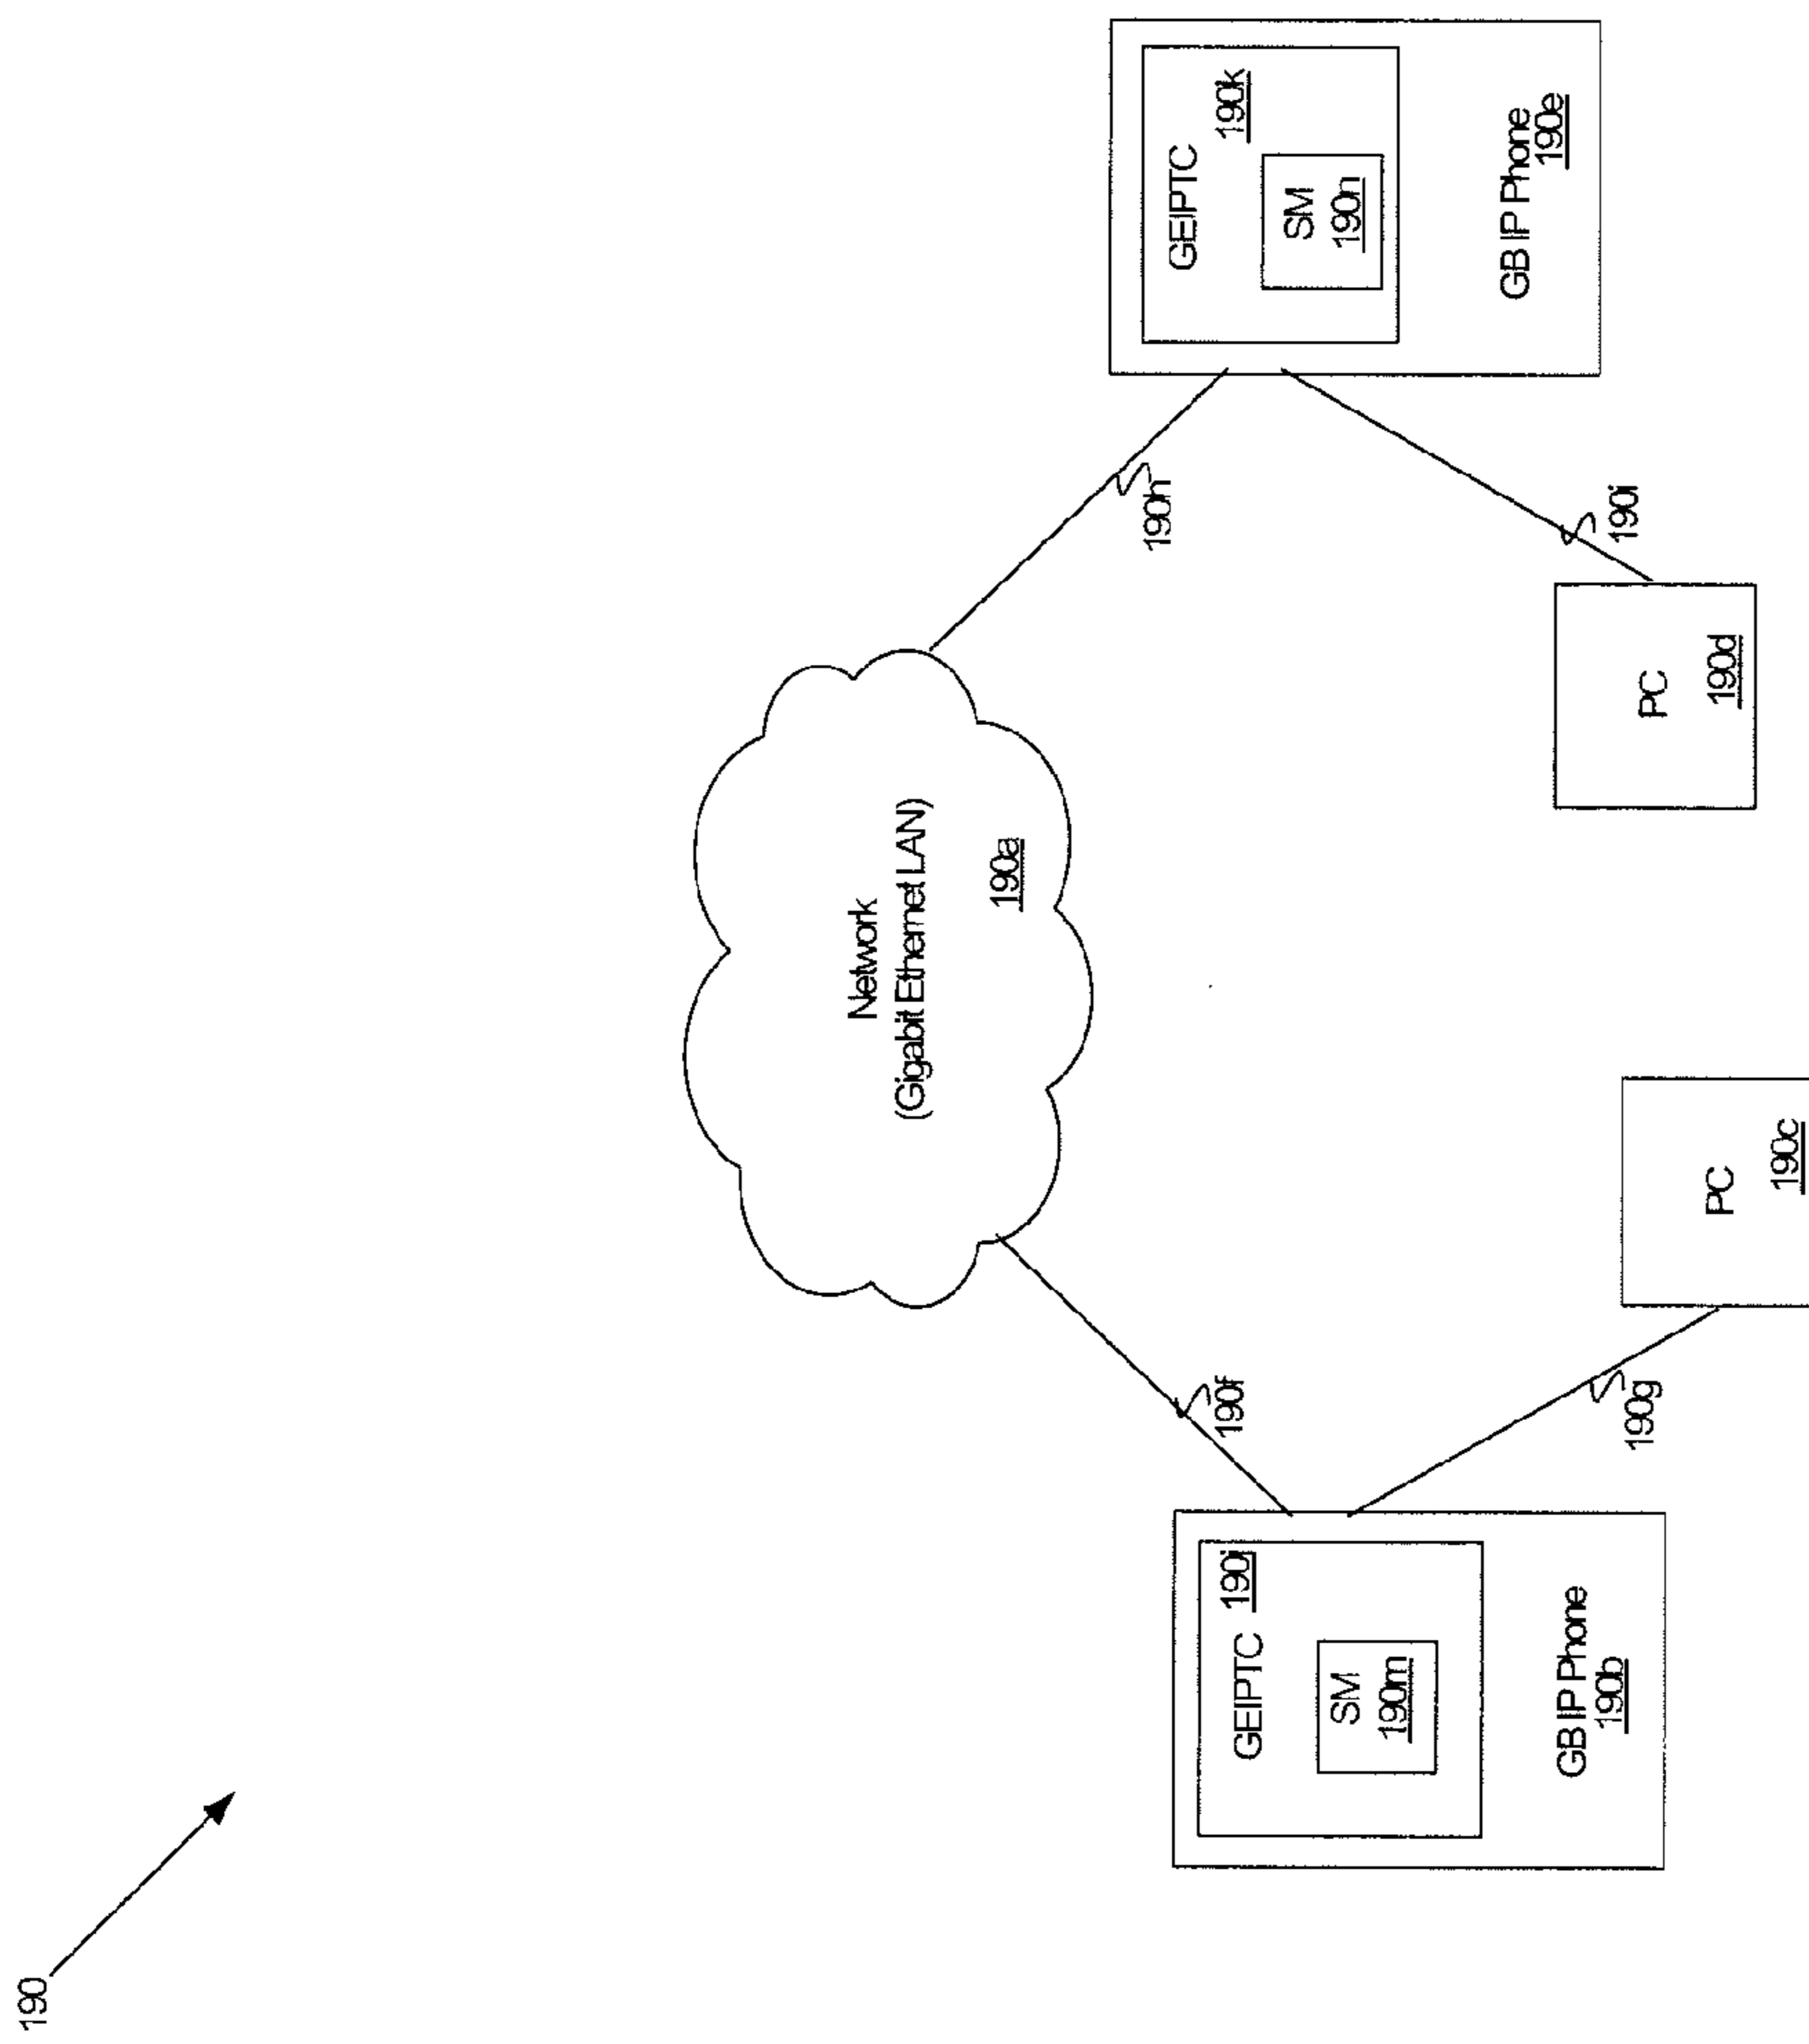 190
Network
(Gigabit Ethernet LAN)
190a
190f
190h
GEIPTC 190j
SM
190m
GB IP Phone
190b
GEIPTC 190k
SM
190n
GB IP Phone
190e
190g
190i
PC
190c
PC
190d